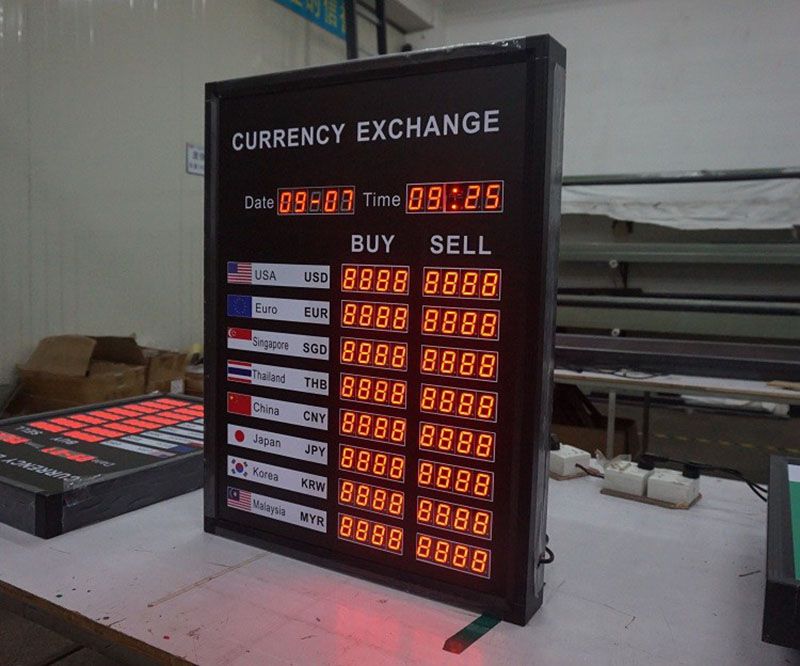 CURRENCY EXCHANGE
Date 09-07 Time 09:25
BUY SELL
USA USD 8888 8888
Euro EUR 8888 8888
Singapore SGD 8888 8888
Thailand THB 8888 8888
China CNY 8888 8888
Japan JPY 8888 8888
Korea KRW 8888 8888
Malaysia MYR 8888 8888